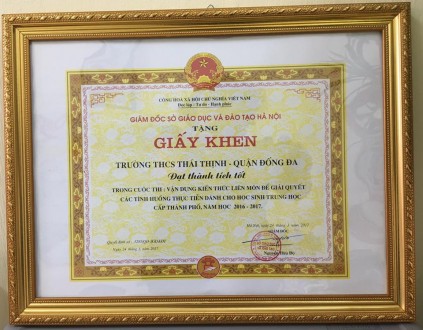 CỘNG HOÀ XÃ HỘI CHỦ NGHĨA VIỆT NAM
Độc lập - Tự do - Hạnh phúc
GIÁM ĐỐC SỞ GIÁO DỤC VÀ ĐÀO TẠO HÀ NỘI
TẶNG
GIẤY KHEN
TRƯỜNG THCS THÁI THỊNH - QUẬN ĐỐNG ĐA
Đạt thành tích tốt
TRONG CUỘC THI : VẬN DỤNG KIẾN THỨC LIÊN MÔN ĐỂ GIẢI QUYẾT
CÁC TÌNH HUỐNG THỰC TIỄN DÀNH CHO HỌC SINH TRUNG HỌC
CẤP THÀNH PHỐ, NĂM HỌC 2016 - 2017.
GIÁM ĐỐC